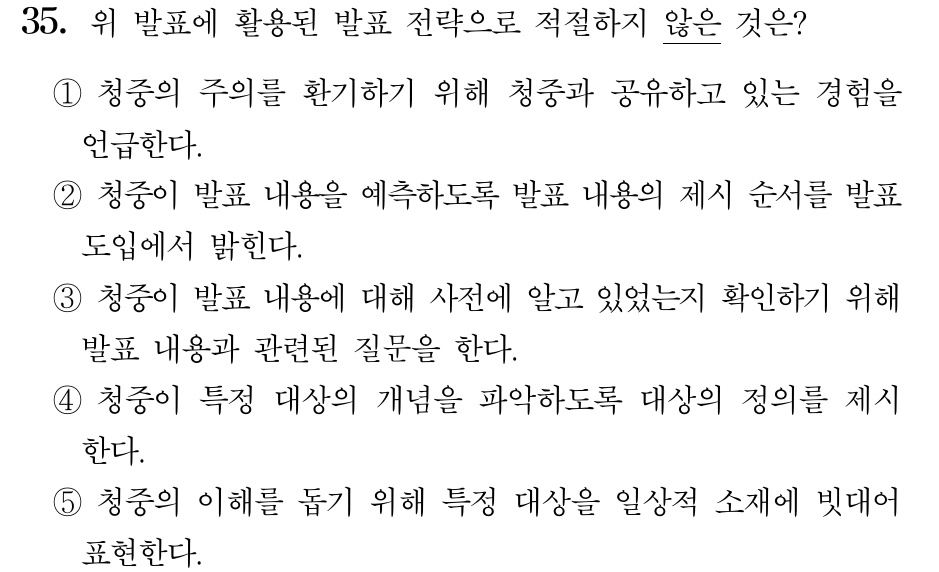 35. 위 발표에 활용된 발표 전략으로 적절하지 않은 것은?
① 청중의 주의를 환기하기 위해 청중과 공유하고 있는 경험을
언급한다.
② 청중이 발표 내용을 예측하도록 발표 내용의 제시 순서를 발표
도입에서 밝힌다.
③ 청중이 발표 내용에 대해 사전에 알고 있었는지 확인하기 위해
발표 내용과 관련된 질문을 한다.
④ 청중이 특정 대상의 개념을 파악하도록 대상의 정의를 제시
한다.
⑤ 청중의 이해를 돕기 위해 특정 대상을 일상적 소재에 빗대어
표현한다.